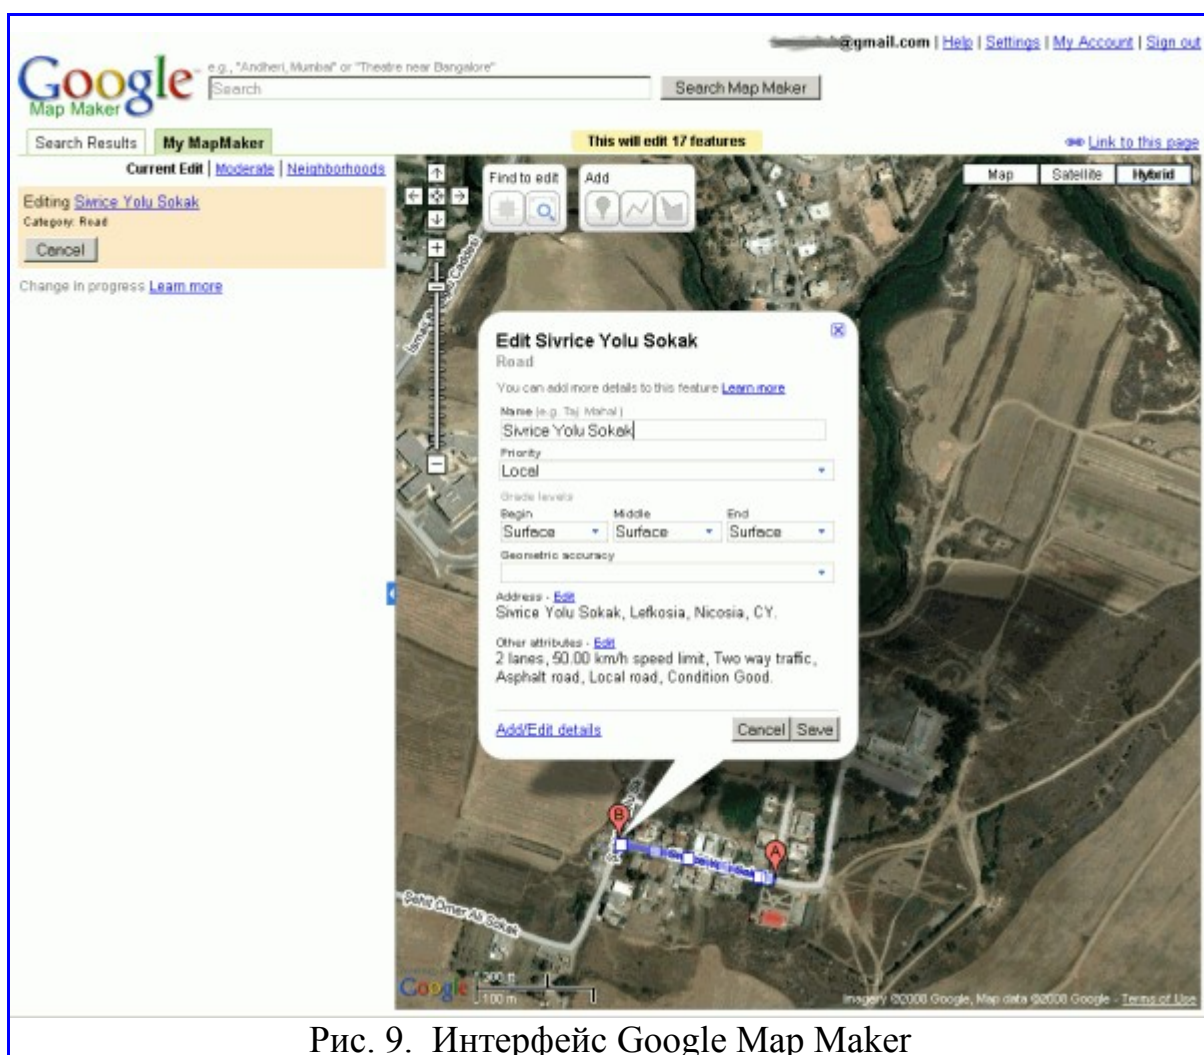 @gmail.com | Help | Settings | My Account | Sign out
Google
Map Maker
e.g., "Andheri, Mumbai" or "Theatre near Bangalore"
Search
Search Map Maker
Search Results
My MapMaker
This will edit 17 features
Link to this page
Current Edit | Moderate | Neighborhoods
Editing Sivrice Yolu Sokak
Category: Road
Cancel
Change in progress Learn more
Find to edit
Add
Map
Satellite
Hybrid
Edit Sivrice Yolu Sokak
Road
You can add more details to this feature Learn more
Name (e.g. Taj Mahal)
Sivrice Yolu Sokak
Priority
Local
Grade levels
Begin
Middle
End
Surface
Surface
Surface
Geometric accuracy
Address - Edit
Sivrice Yolu Sokak, Lefkosia, Nicosia, CY.
Other attributes - Edit
2 lanes, 50.00 km/h speed limit, Two way traffic,
Asphalt road, Local road, Condition Good.
Add/Edit details
Cancel
Save
B
A
Şehit Ömer Ali Sokak
Google
300 ft
100 m
Imagery ©2008 Google, Map data ©2008 Google - Terms of Use
Рис. 9. Интерфейс Google Map Maker